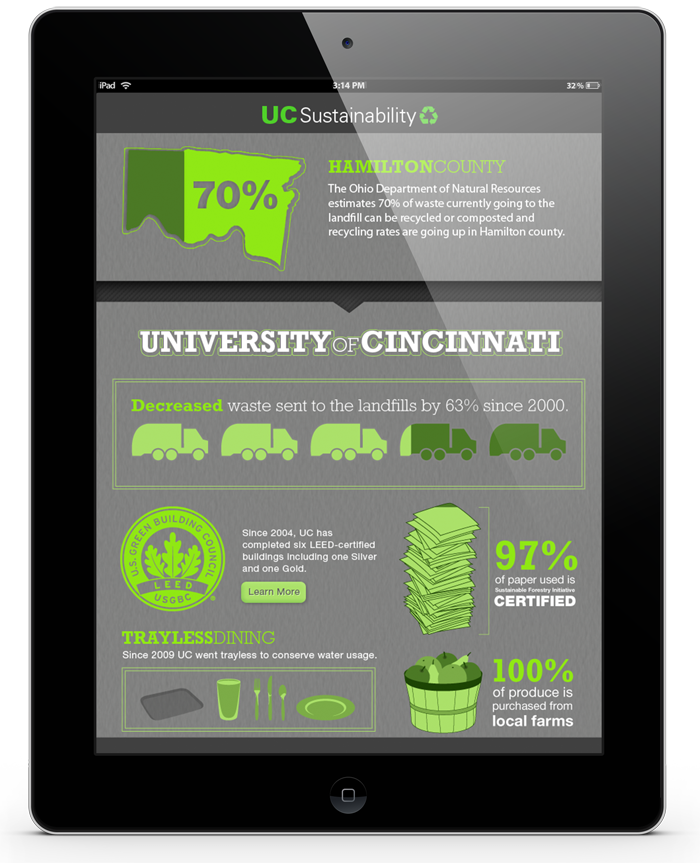 iPad 3:14 PM 32%
UC Sustainability
70%
HAMILTONCOUNTY
The Ohio Department of Natural Resources
estimates 70% of waste currently going to the
landfill can be recycled or composted and
recycling rates are going up in Hamilton county.
UNIVERSITYOFCINCINNATI
Decreased waste sent to the landfills by 63% since 2000.
U.S. GREEN BUILDING COUNCIL
LEED
USGBC
®
Since 2004, UC has
completed six LEED-certified
buildings including one Silver
and one Gold.
Learn More
97%
of paper used is
Sustainable Forestry Initiative
CERTIFIED
TRAYLESSDINING
Since 2009 UC went trayless to conserve water usage.
100%
of produce is
purchased from
local farms